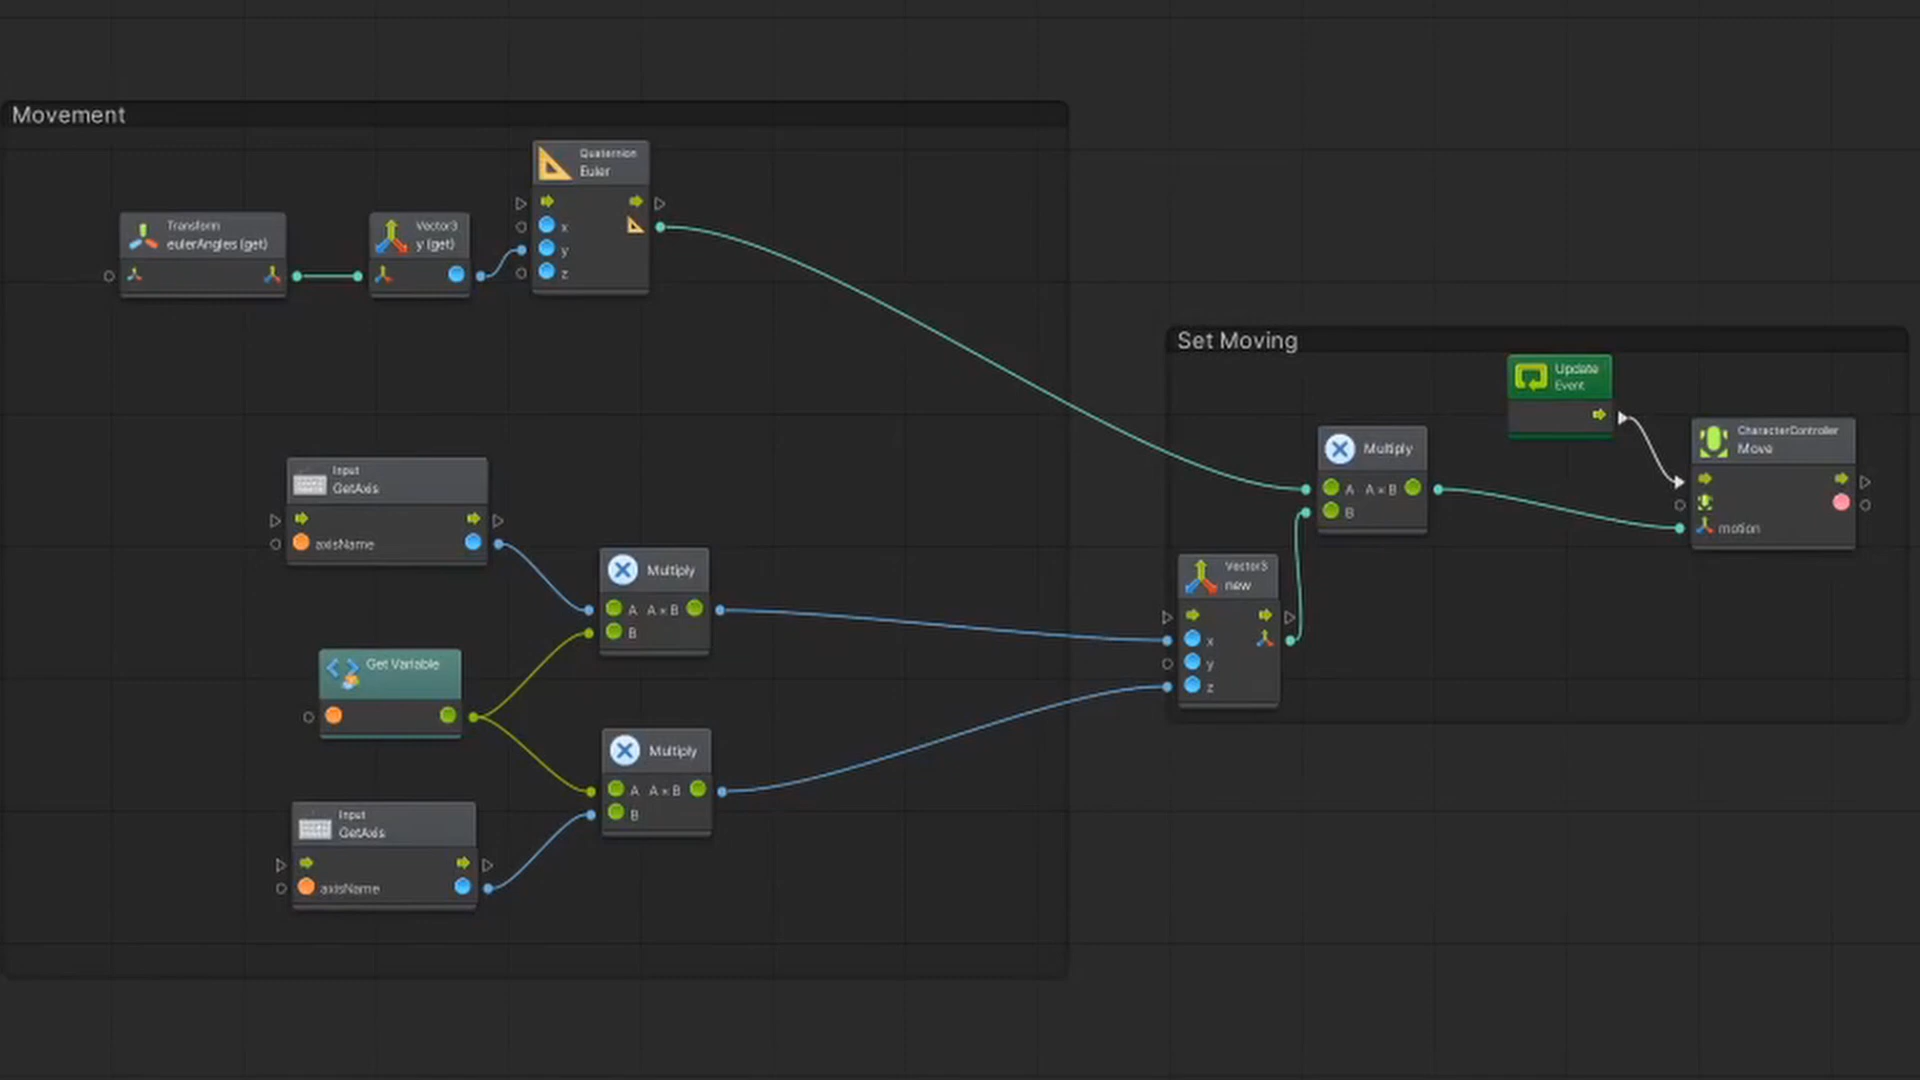 Movement
Quaternion
Euler
x
y
z
Transform
eulerAngles (get)
Vector3
y (get)
Set Moving
Update
Event
Multiply
A A × B
B
CharacterController
Move
motion
Input
GetAxis
axisName
Multiply
A A × B
B
Vector3
new
x
y
z
Get Variable
Multiply
A A × B
B
Input
GetAxis
axisName